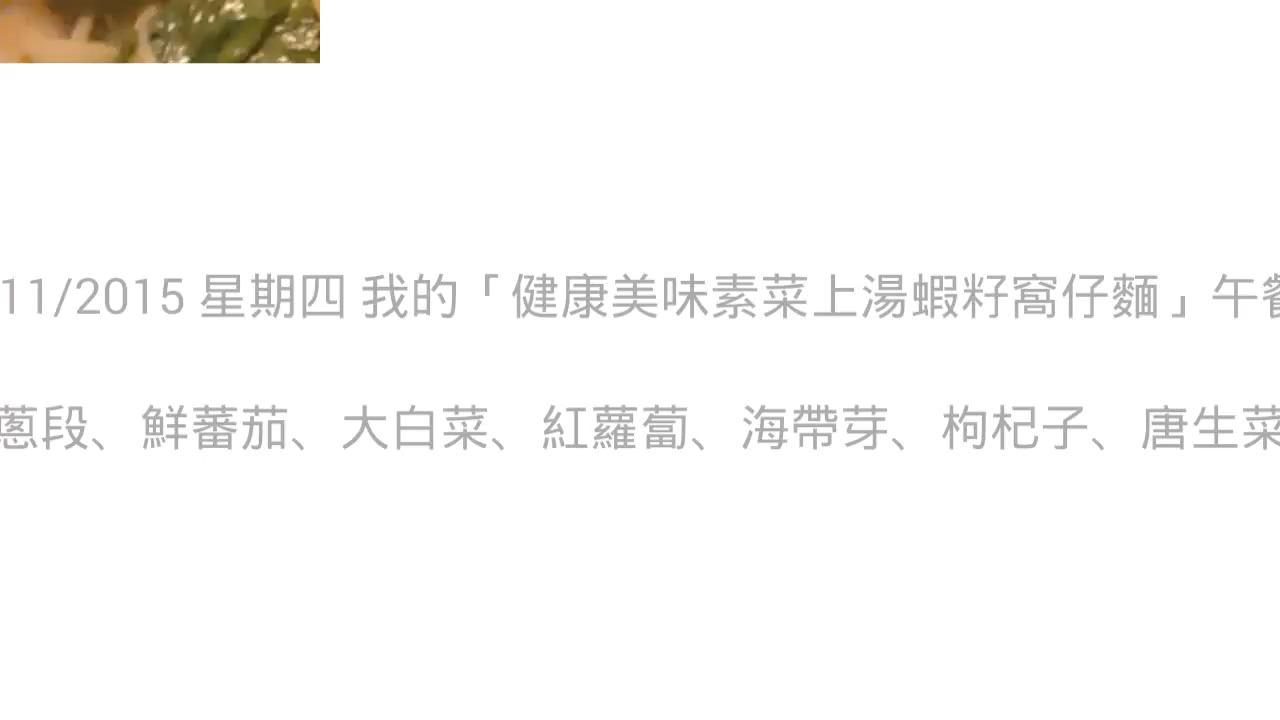 11/2015 星期四 我的「健康美味素菜上湯蝦籽窩仔麵」午餐
蔥段、鮮蕃茄、大白菜、紅蘿蔔、海帶芽、枸杞子、唐生菜